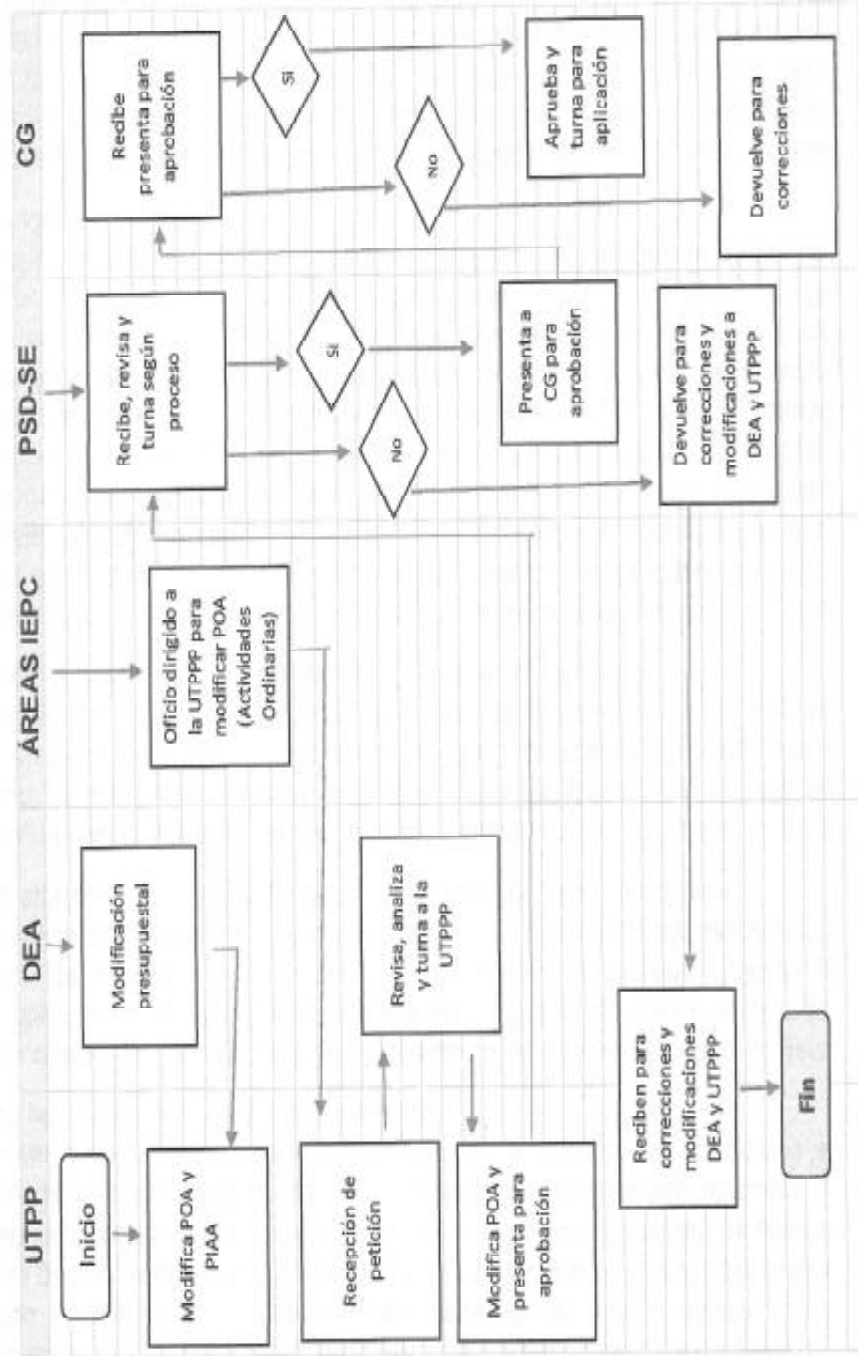 UTPP
DEA
ÁREAS IEPC
PSD-SE
CG
Inicio
Modifica POA y
PIAA
Recepción de
petición
Modifica POA y
presenta para
aprobación
Reciben para
correcciones y
modificaciones
DEA y UTPPP
Fin
Modificación
presupuestal
Revisa, analiza
y turna a la
UTPPP
Oficio dirigido a
la UTPPP para
modificar POA
(Actividades
Ordinarias)
Recibe, revisa y
turna según
proceso
No
Si
Presenta a
CG para
aprobación
Devuelve para
correcciones y
modificaciones a
DEA y UTPPP
Recibe
presenta para
aprobación
No
Si
Aprueba y
turna para
aplicación
Devuelve para
correcciones